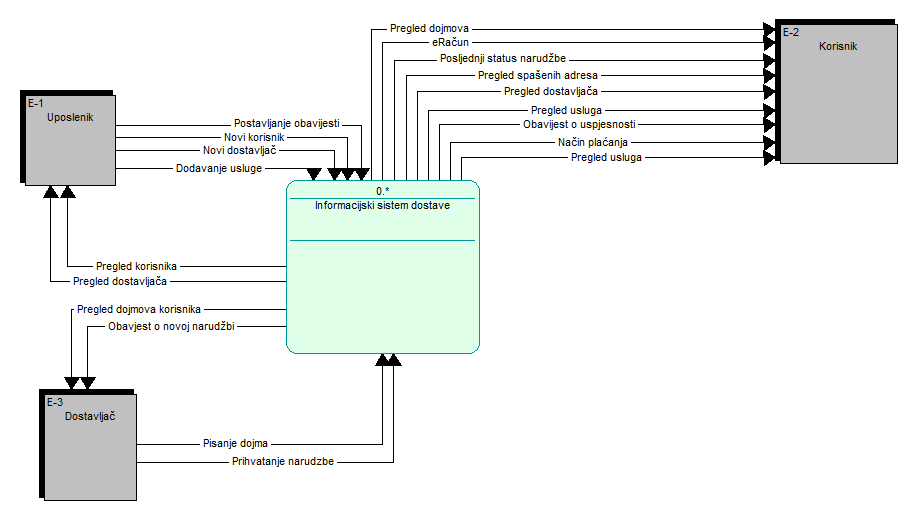 Pregled dojmova
eRačun
Posljednji status narudžbe
Pregled spašenih adresa
Pregled dostavljača
Pregled usluga
Obavijest o uspjesnosti
Način plaćanja
Pregled usluga
E-2
Korisnik
E-1
Uposlenik
Postavljanje obavijesti
Novi korisnik
Novi dostavljač
Dodavanje usluge
0.*
Informacijski sistem dostave
Pregled korisnika
Pregled dostavljača
Pregled dojmova korisnika
Obavjest o novoj narudžbi
E-3
Dostavljač
Pisanje dojma
Prihvatanje narudzbe